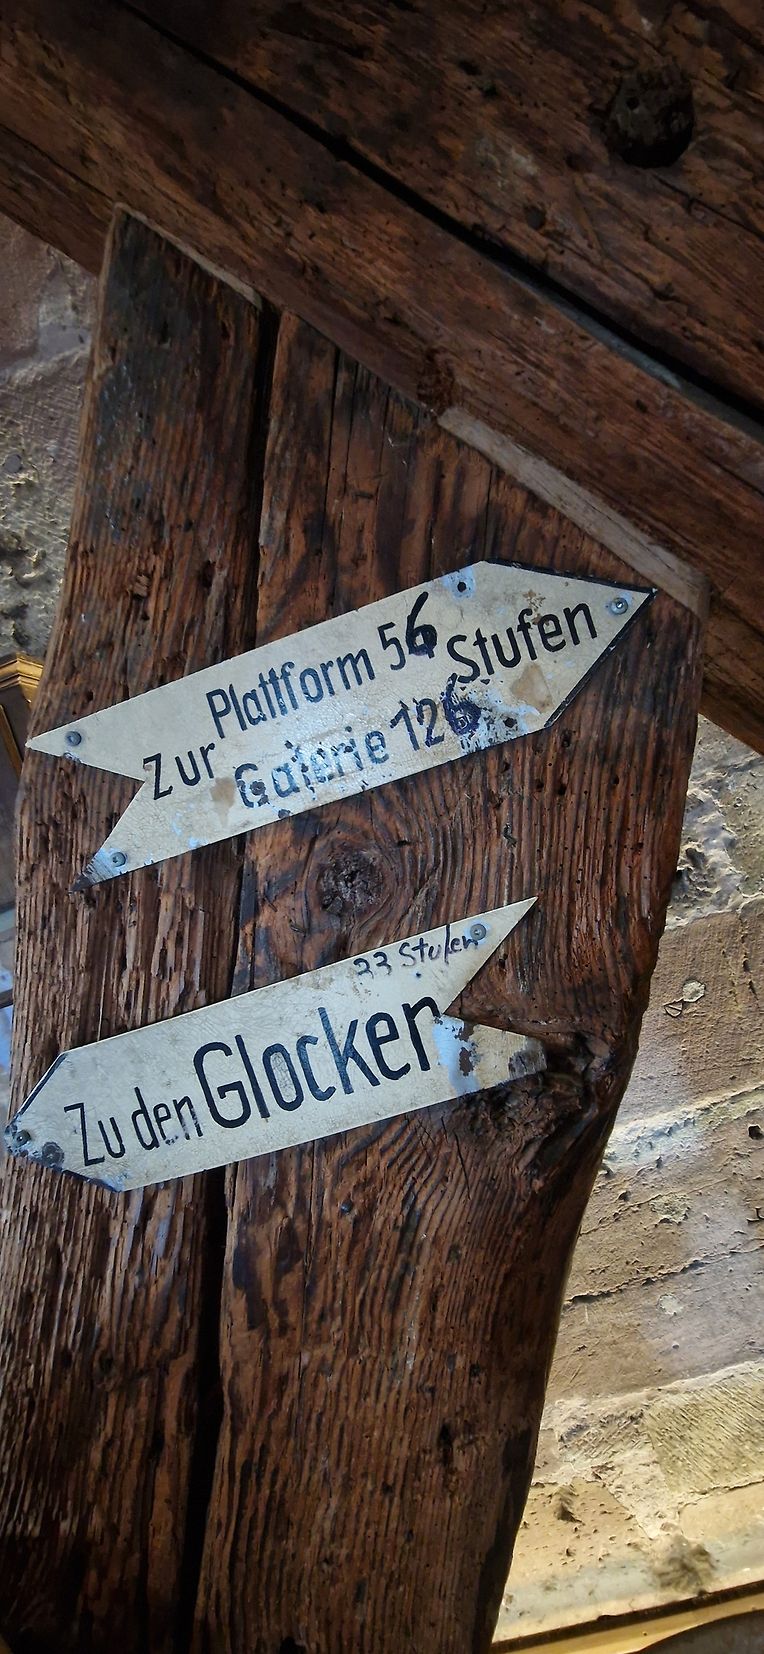 Zur
Plattform 56
Galerie 126
Stufen
33 Stufen
Zu den Glocken